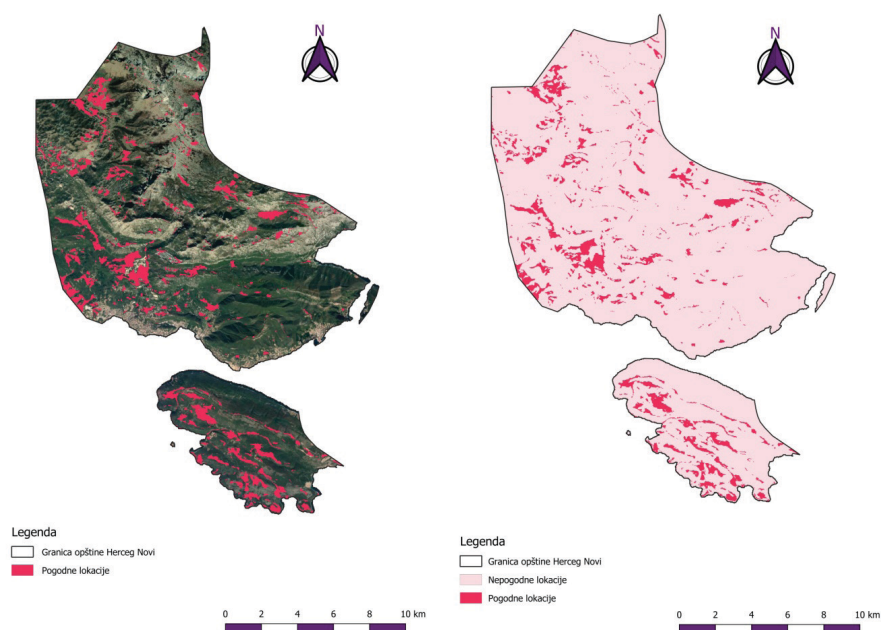 N
Legenda
Granica opštine Herceg Novi
Pogodne lokacije
0 2 4 6 8 10 km
N
Legenda
Granica opštine Herceg Novi
Nepogodne lokacije
Pogodne lokacije
0 2 4 6 8 10 km